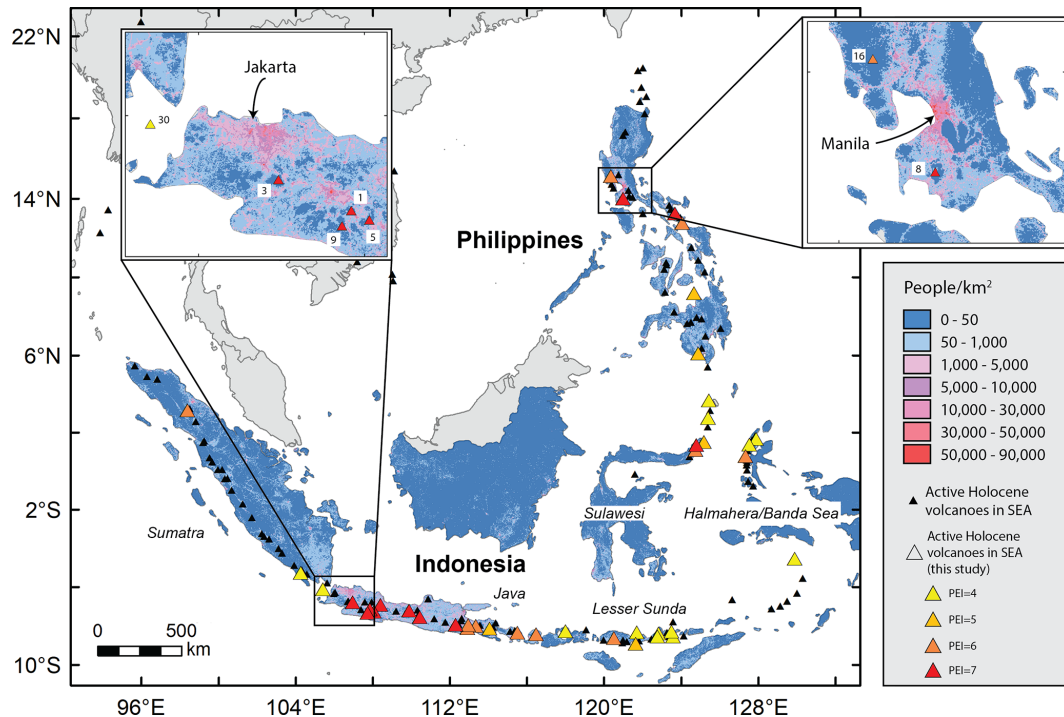 22°N
14°N
6°N
2°S
10°S
96°E
104°E
112°E
120°E
128°E
Jakarta
30
3
1
9
5
16
Manila
8
Philippines
Indonesia
Sumatra
Java
Sulawesi
Halmahera/Banda Sea
Lesser Sunda
0
500
km
People/km²
0 - 50
50 - 1,000
1,000 - 5,000
5,000 - 10,000
10,000 - 30,000
30,000 - 50,000
50,000 - 90,000
Active Holocene
volcanoes in SEA
Active Holocene
volcanoes in SEA
(this study)
PEI=4
PEI=5
PEI=6
PEI=7